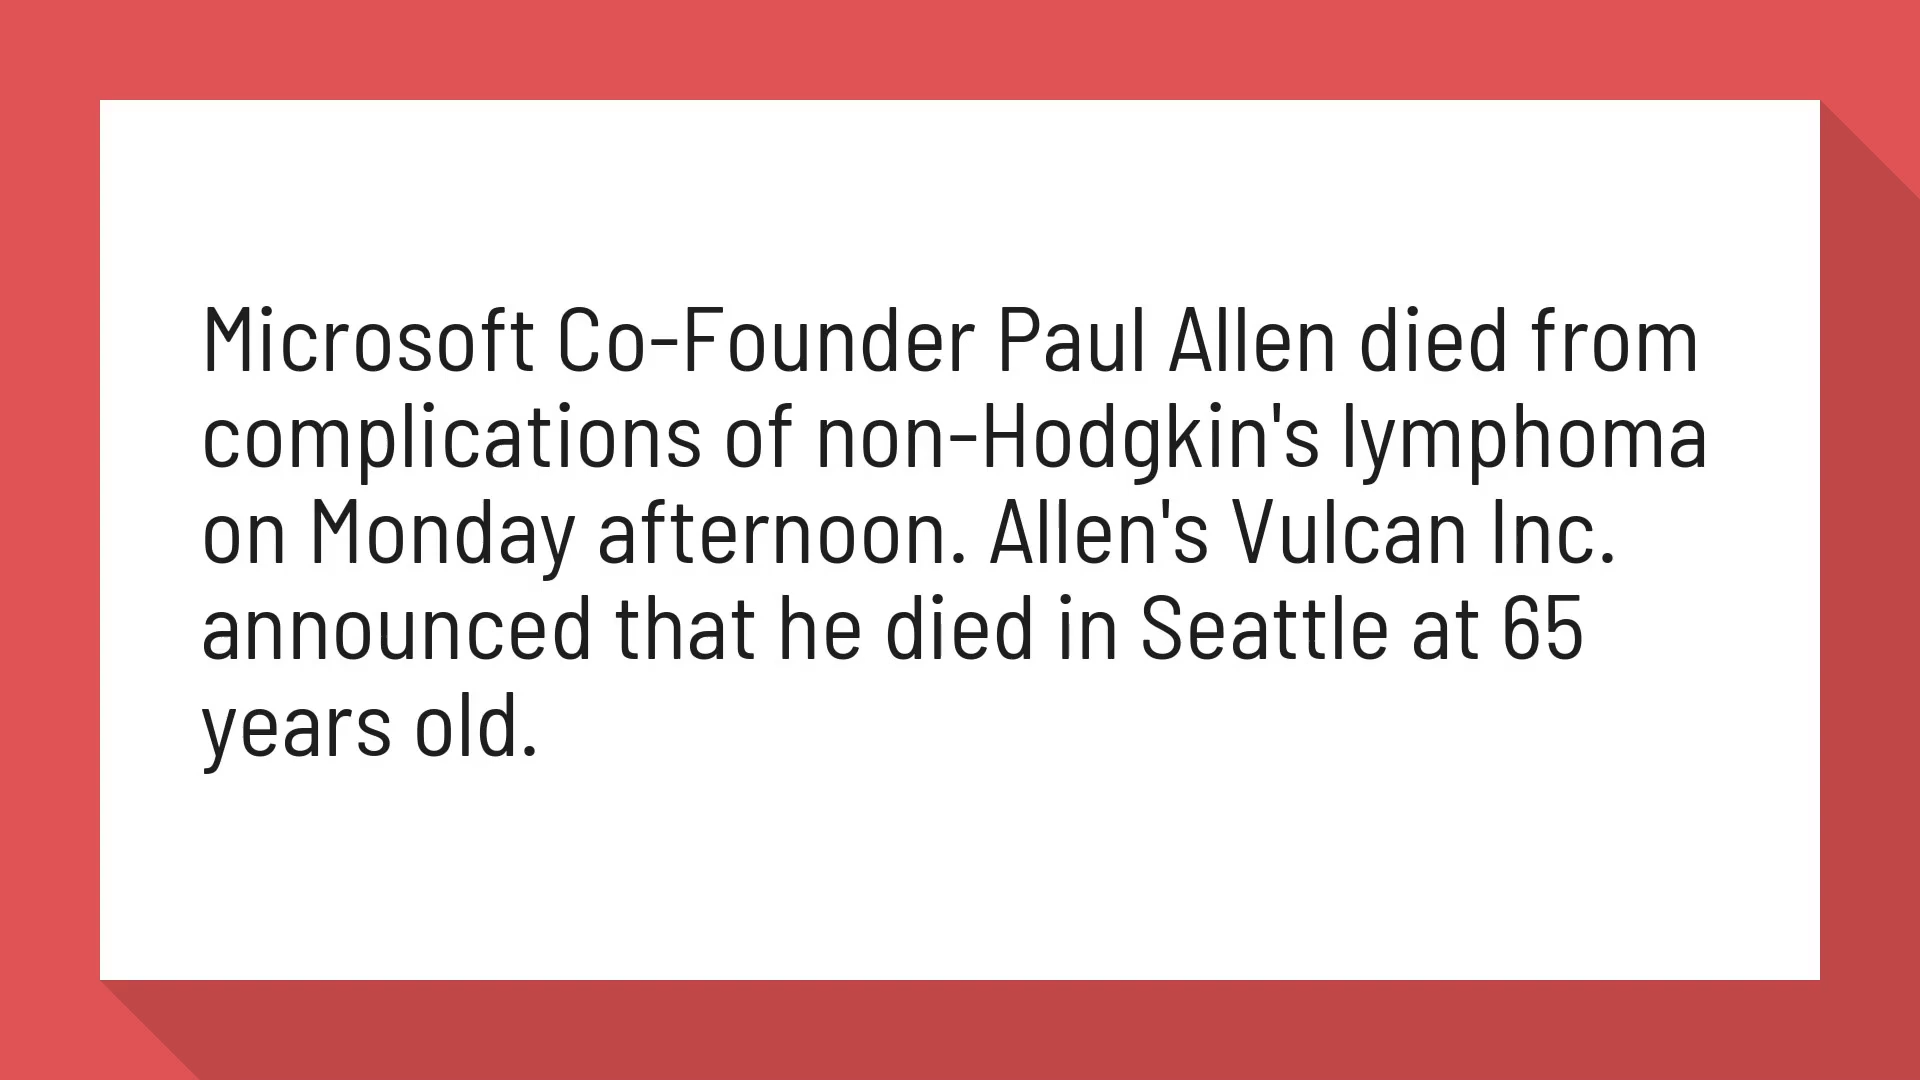 Microsoft Co-Founder Paul Allen died from
complications of non-Hodgkin's lymphoma
on Monday afternoon. Allen's Vulcan Inc.
announced that he died in Seattle at 65
years old.